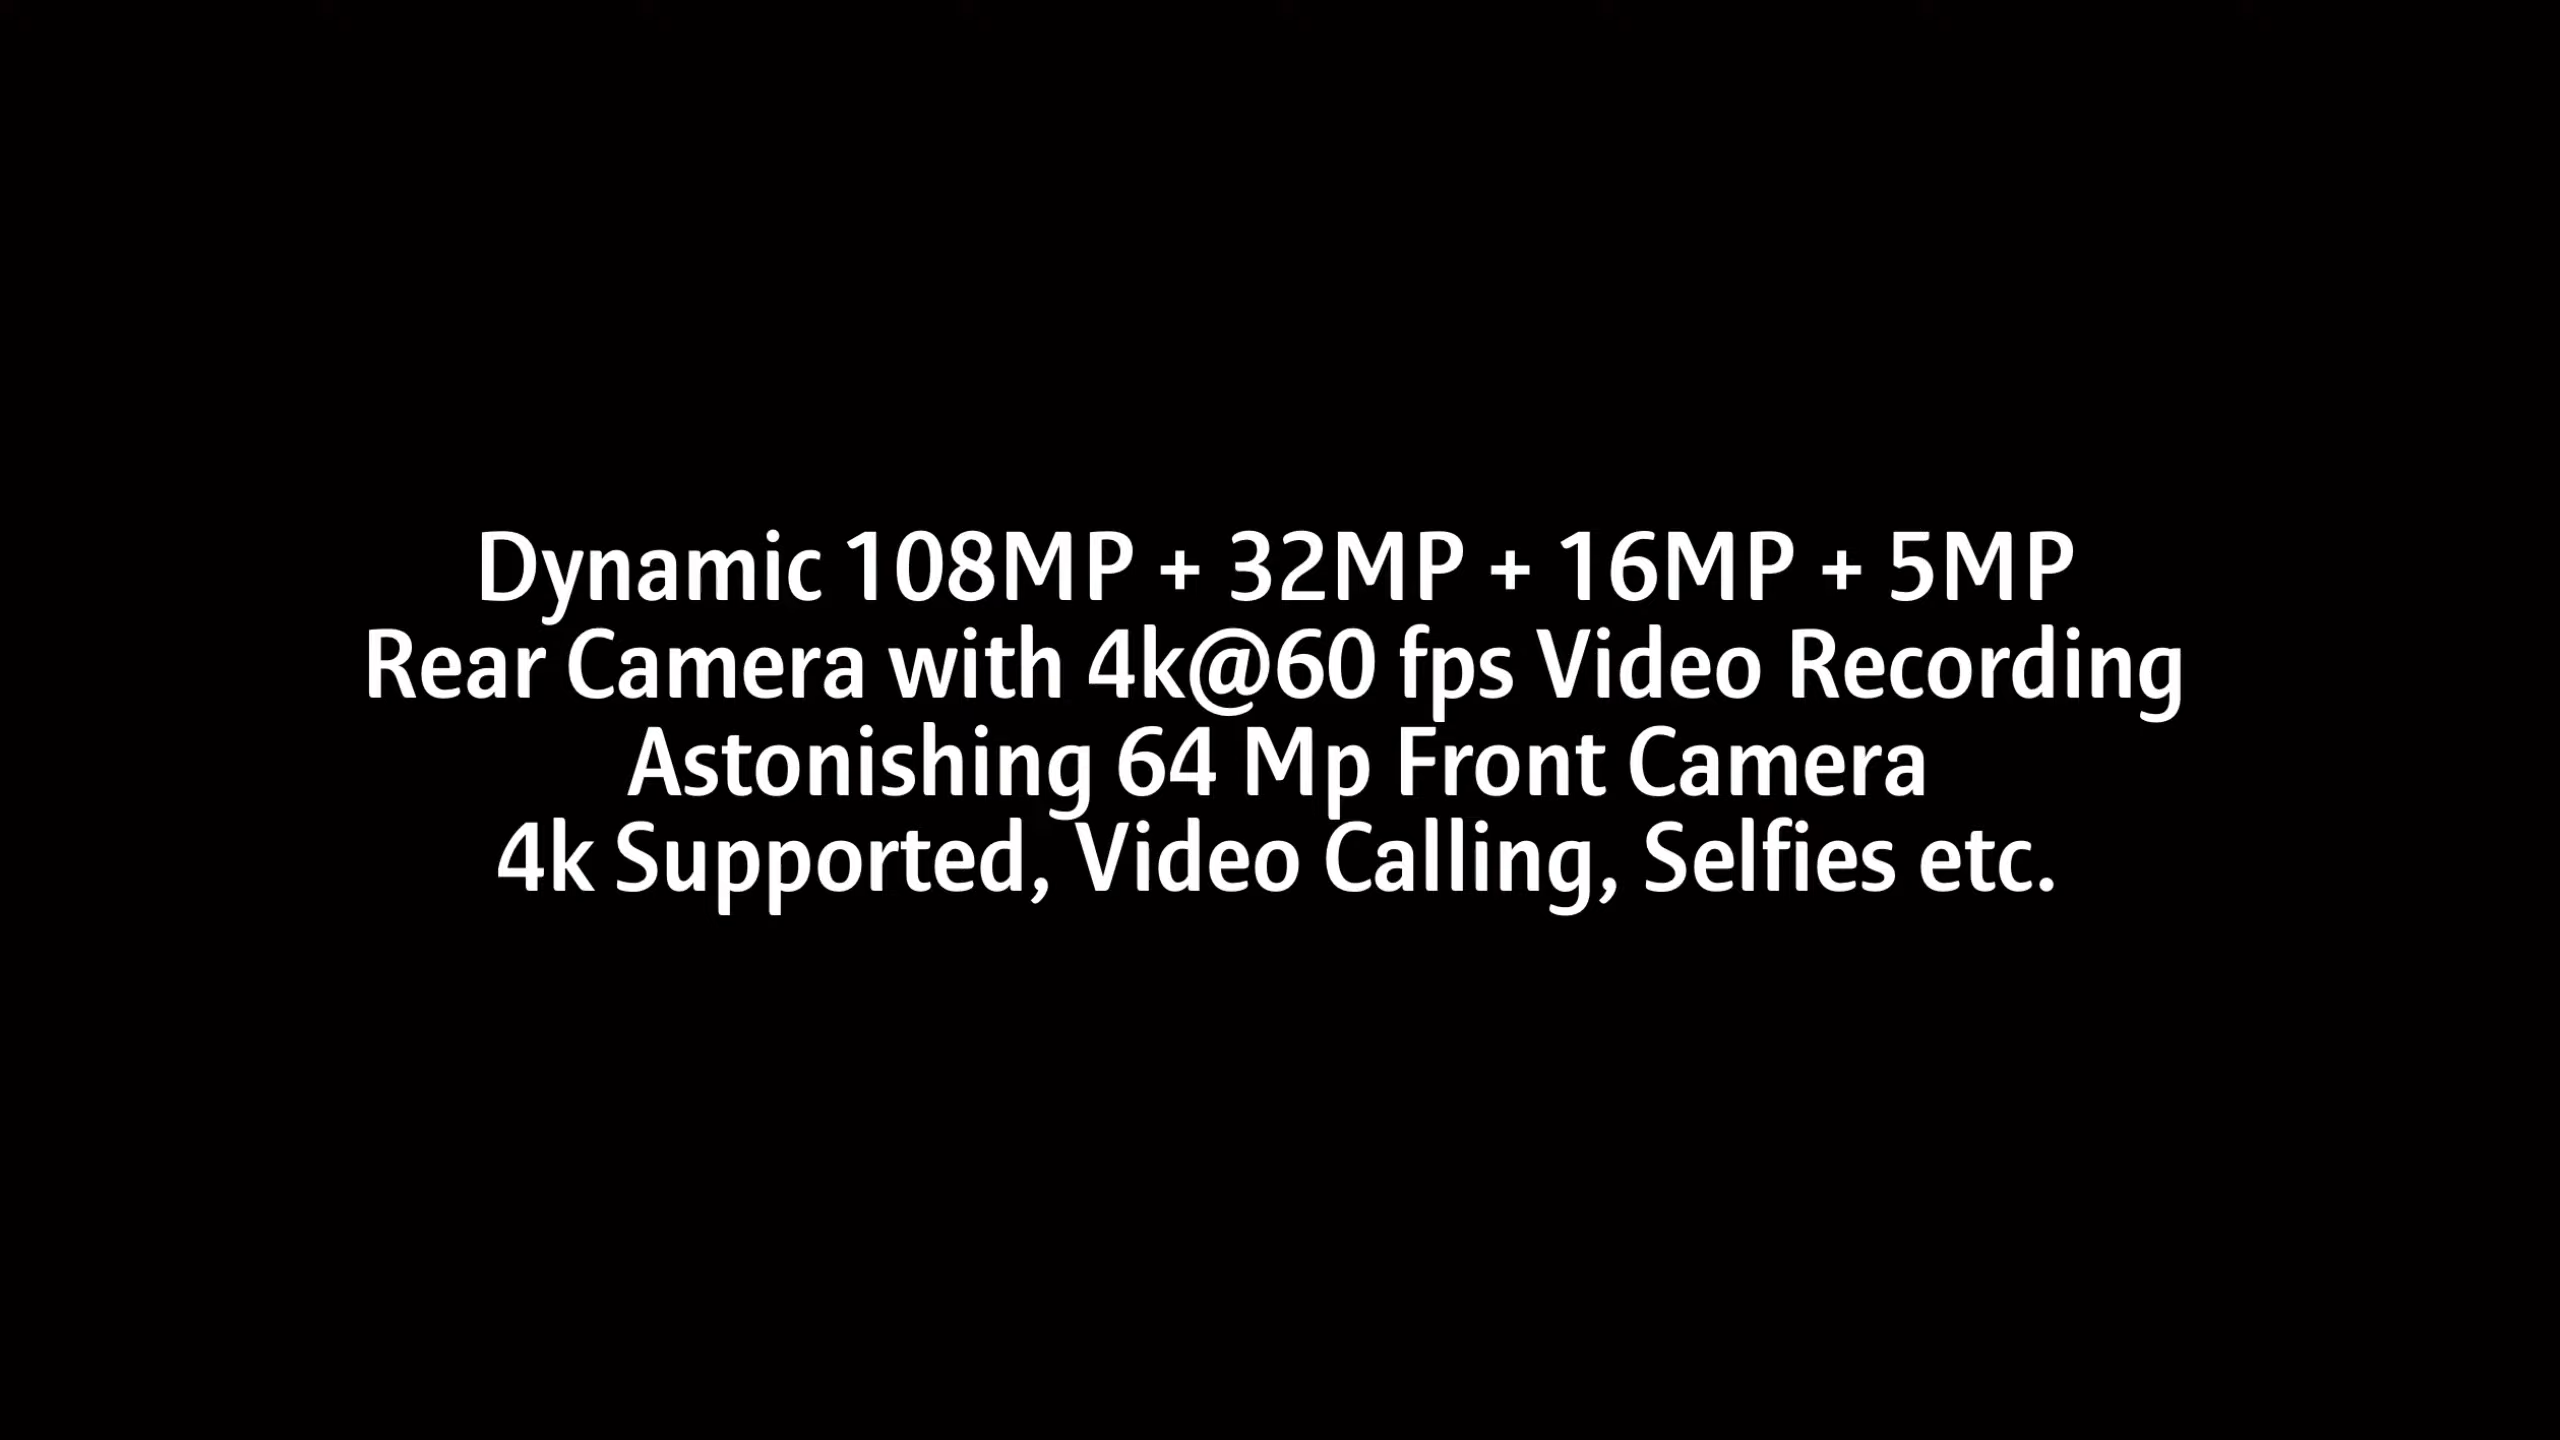 Dynamic 108MP + 32MP + 16MP + 5MP
Rear Camera with 4k@60 fps Video Recording
Astonishing 64 Mp Front Camera
4k Supported, Video Calling, Selfies etc.